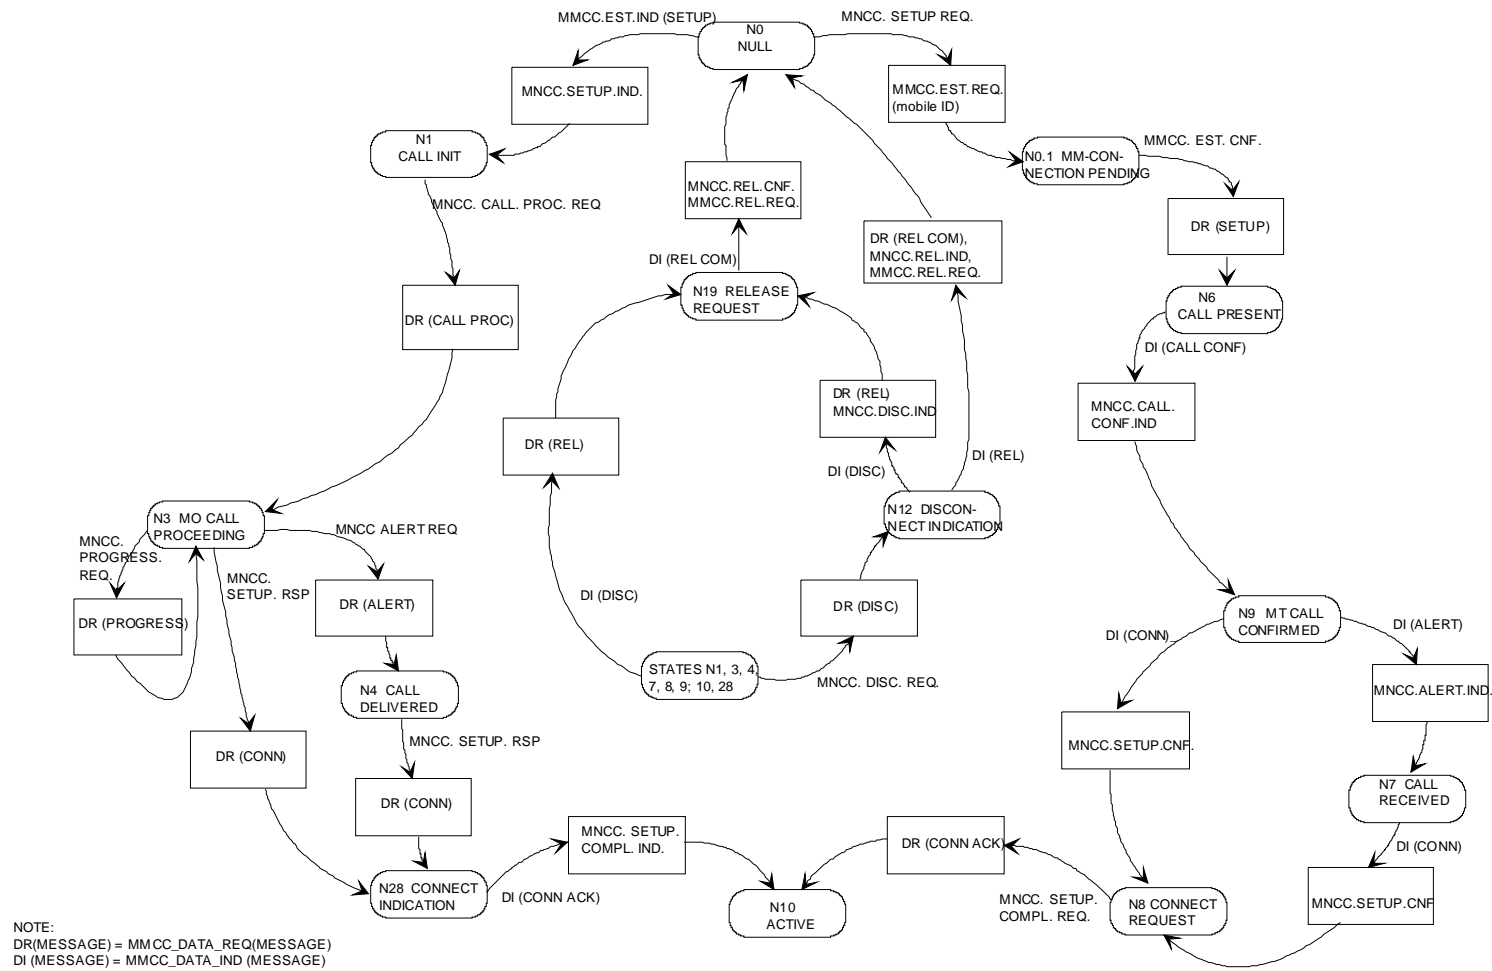 MMCC.EST.IND (SETUP)
N0
NULL
MNCC. SETUP REQ.
MNCC.SETUP.IND.
MMCC.EST.REQ.
(mobile ID)
N1
CALL INIT
N0.1 MM-CON-
NECTION PENDING
MMCC. EST. CNF.
MNCC. CALL. PROC. REQ
MNCC.REL.CNF.
MMCC.REL.REQ.
DR (SETUP)
DR (REL COM),
MNCC.REL.IND,
MMCC.REL.REQ.
DI (REL COM)
N19 RELEASE
REQUEST
N6
CALL PRESENT
DR (CALL PROC)
DI (CALL CONF)
DR (REL)
MNCC.DISC.IND
MNCC.CALL.
CONF.IND
DR (REL)
DI (DISC)
DI (REL)
N12 DISCON-
NECT INDICATION
N3 MO CALL
PROCEEDING
MNCC ALERT REQ
MNCC.
PROGRESS.
REQ.
MNCC.
SETUP. RSP
DR (PROGRESS)
DR (ALERT)
DI (DISC)
DR (DISC)
N9 MT CALL
CONFIRMED
DI (CONN)
DI (ALERT)
STATES N1, 3, 4,
7, 8, 9; 10, 28
MNCC. DISC. REQ.
N4 CALL
DELIVERED
MNCC.ALERT.IND.
MNCC. SETUP. RSP
DR (CONN)
MNCC.SETUP.CNF.
N7 CALL
RECEIVED
DR (CONN)
MNCC. SETUP.
COMPL. IND.
DR (CONN ACK)
DI (CONN)
N28 CONNECT
INDICATION
DI (CONN ACK)
N10
ACTIVE
MNCC. SETUP.
COMPL. REQ.
N8 CONNECT
REQUEST
MNCC.SETUP.CNF
NOTE:
DR(MESSAGE) = MMCC_DATA_REQ(MESSAGE)
DI (MESSAGE) = MMCC_DATA_IND (MESSAGE)